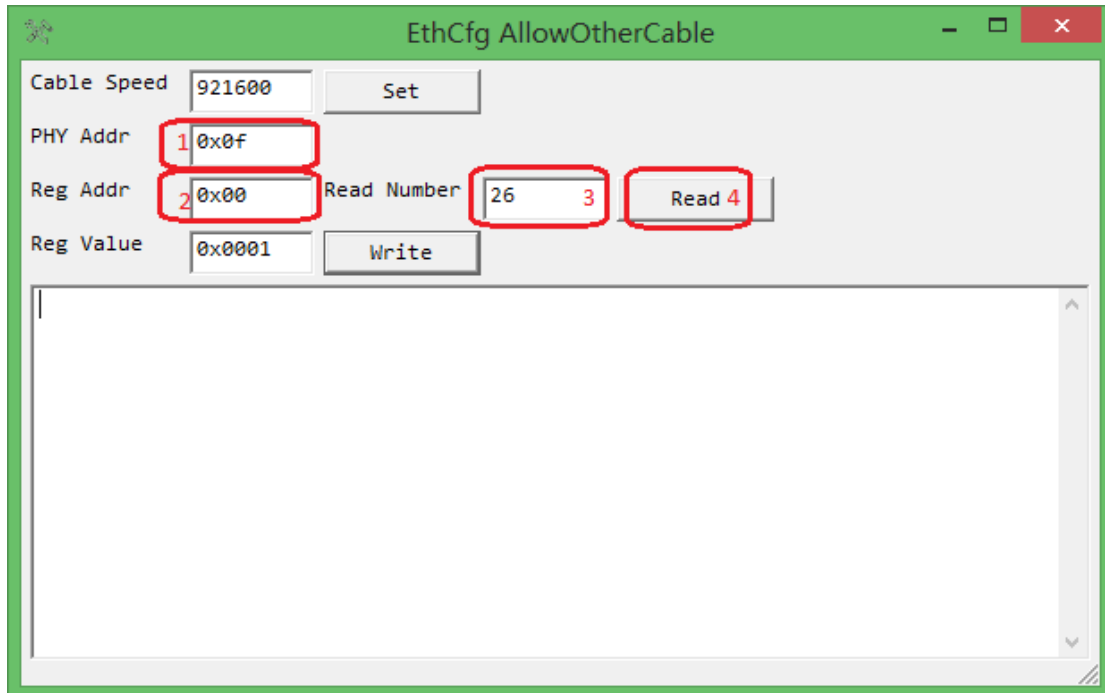 EthCfg AllowOtherCable
Cable Speed 921600 Set
PHY Addr 1 0x0f
Reg Addr 2 0x00 Read Number 26 3 Read 4
Reg Value 0x0001 Write